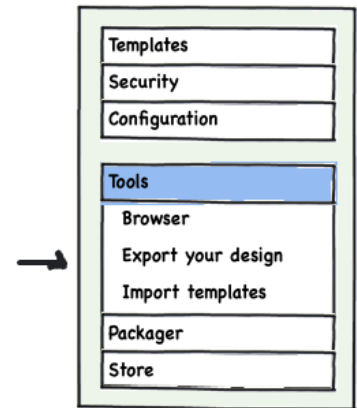 Templates
Security
Configuration
Tools
Browser
Export your design
Import templates
Packager
Store